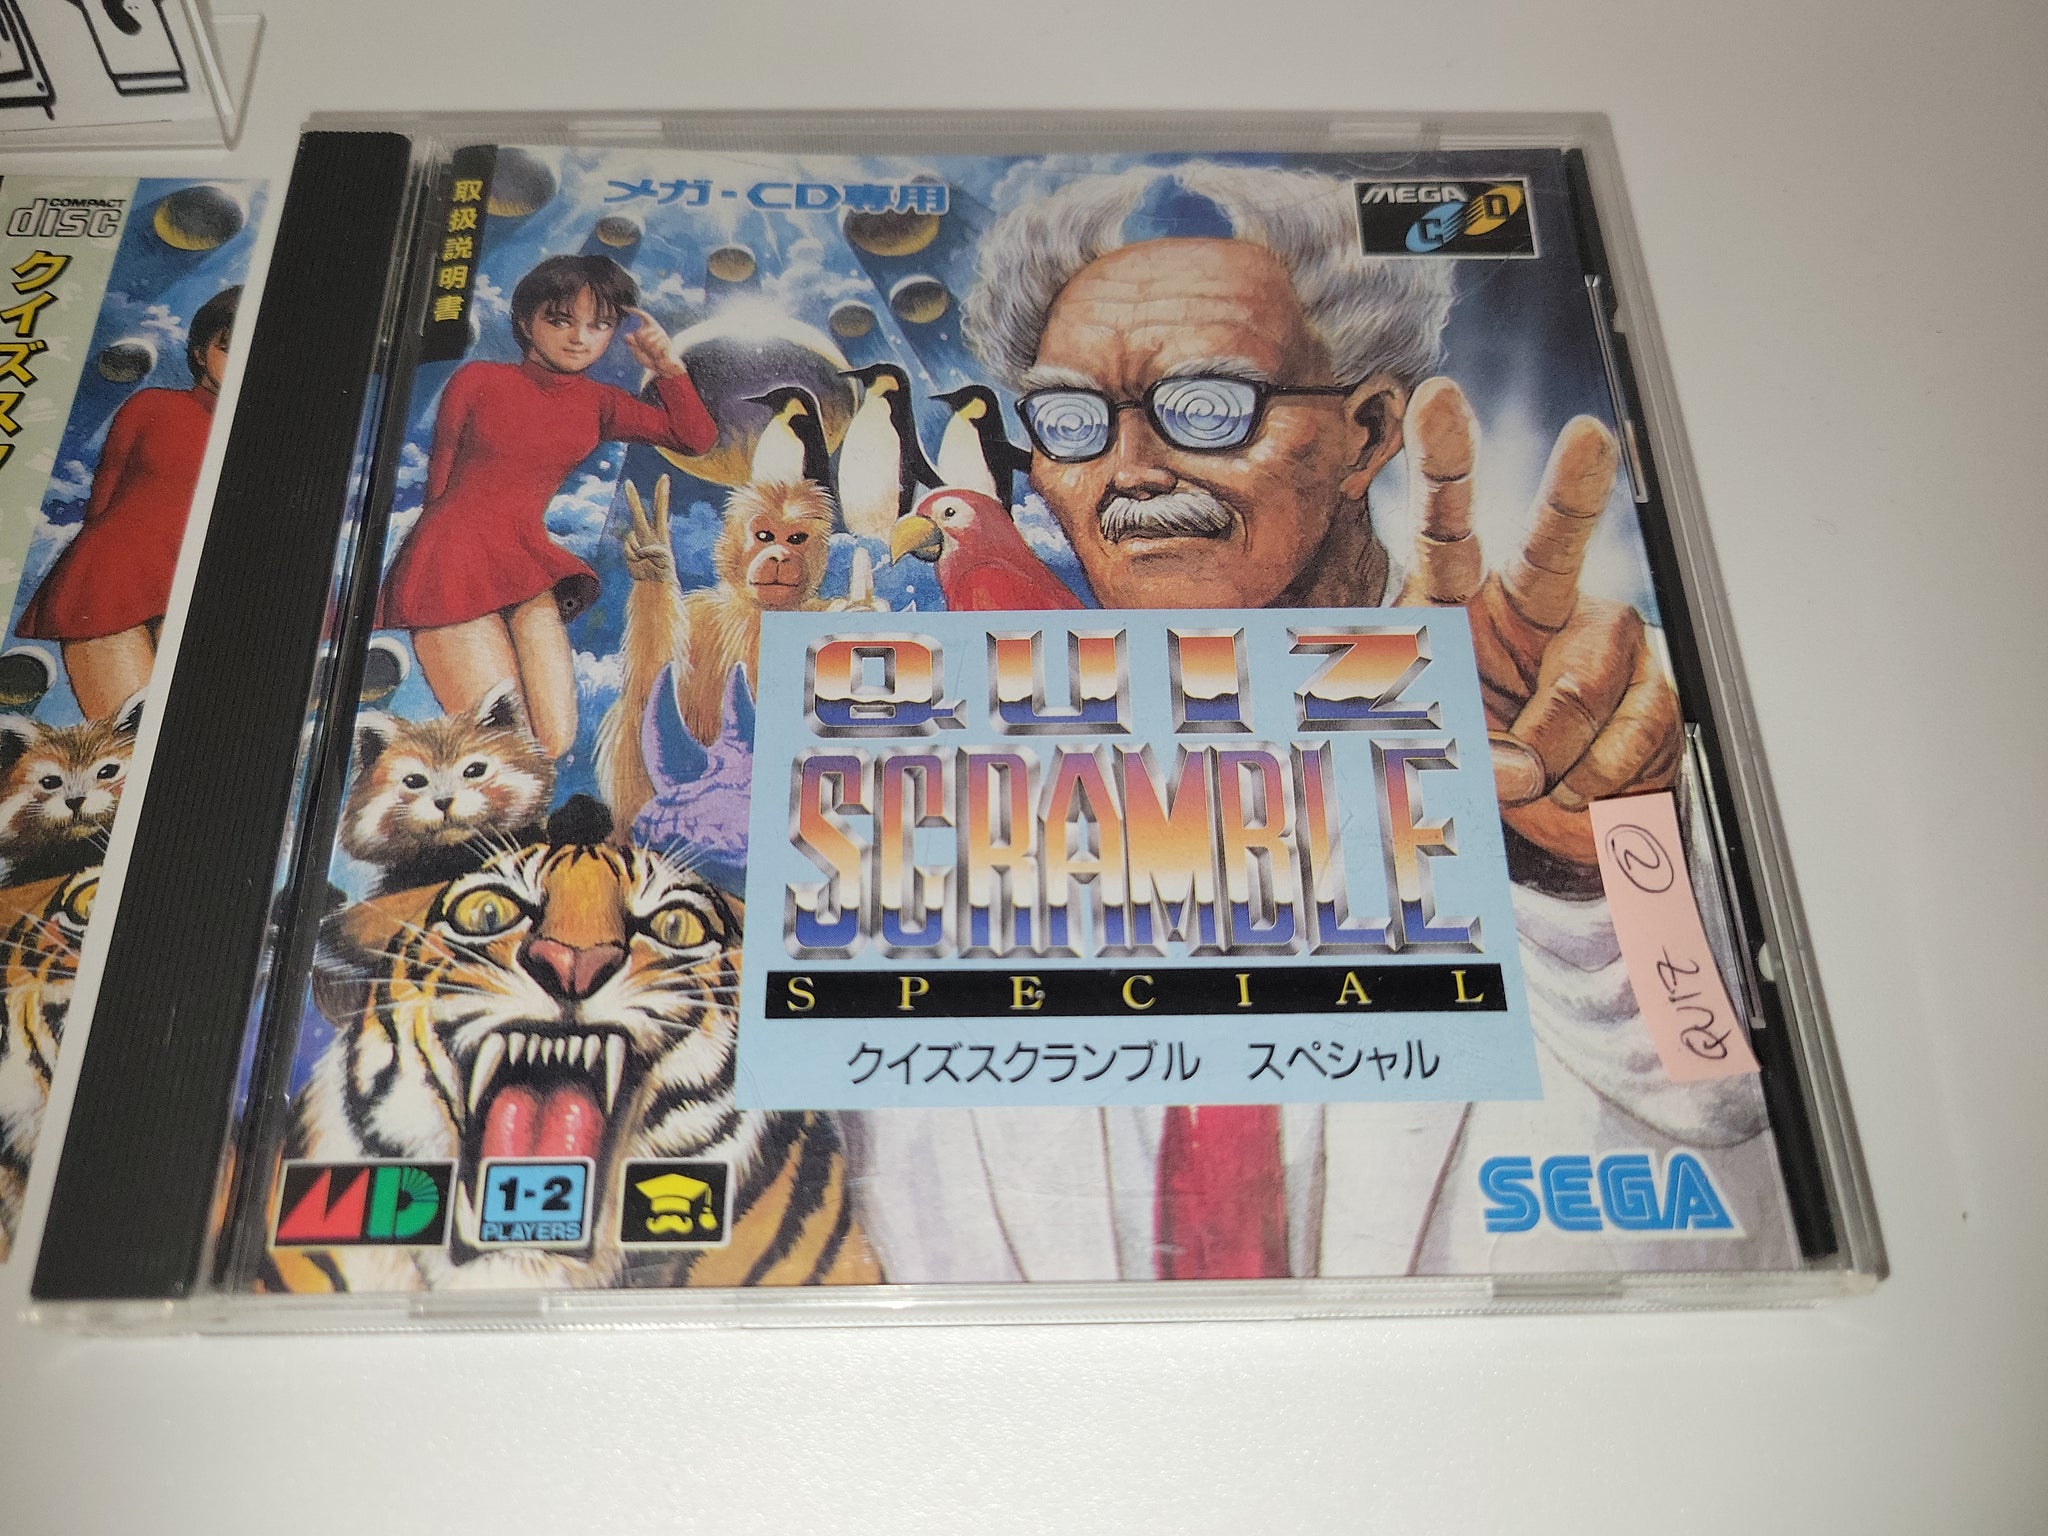 COMPACT
disc
クイズスク
取扱説明書
メガ-CD専用
MEGA
CD
QUIZ
SCRAMBLE
SPECIAL
クイズスクランブル スペシャル
QUIZ ②
MD
1-2
PLAYERS
SEGA